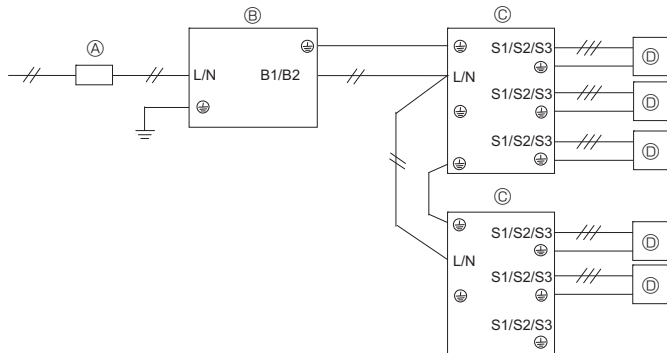 Ⓐ
Ⓑ
L/N
B1/B2
Ⓒ
S1/S2/S3
L/N
S1/S2/S3
S1/S2/S3
Ⓓ
Ⓓ
Ⓓ
Ⓒ
S1/S2/S3
L/N
S1/S2/S3
S1/S2/S3
Ⓓ
Ⓓ